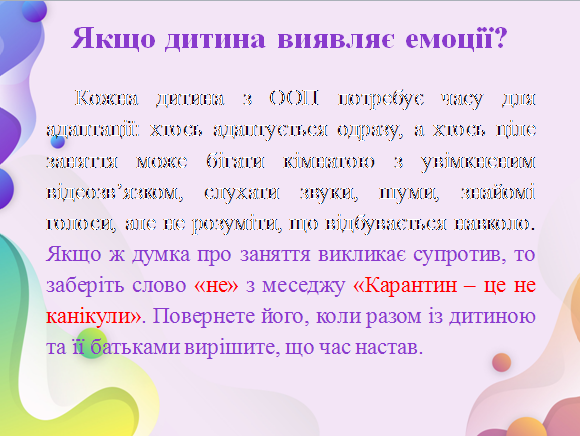 Якщо дитина виявляє емоції?
Кожна дитина з ООП потребує часу для
адаптації: хтось адаптується одразу, а хтось ціле
заняття може бігати кімнатою з увімкненим
відеозв’язком, слухати звуки, шуми, знайомі
голоси, але не розуміти, що відбувається навколо.
Якщо ж думка про заняття викликає супротив, то
заберіть слово «не» з меседжу «Карантин – це не
канікули». Повернете його, коли разом із дитиною
та її батьками вирішите, що час настав.